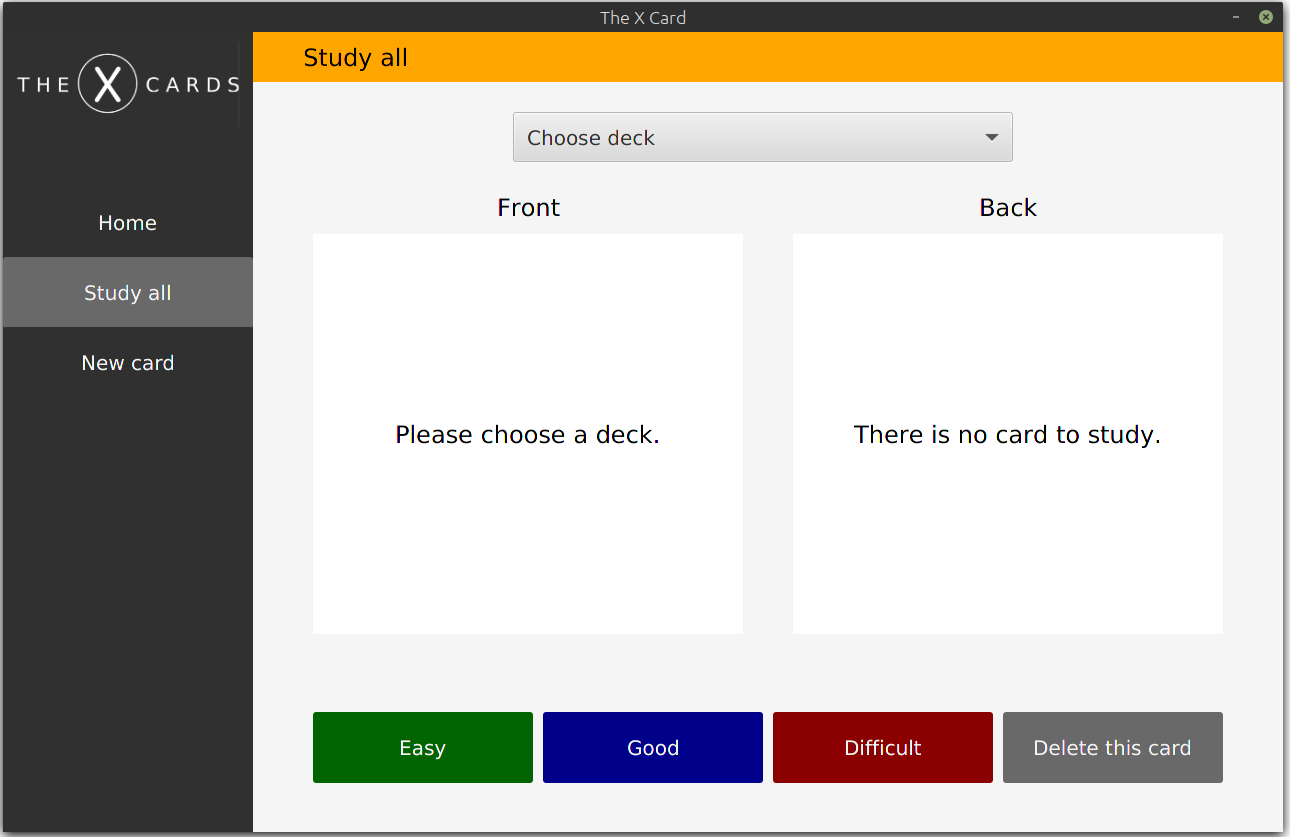 The X Card
THE X CARDS
Study all
Choose deck
Home
Study all
New card
Front
Back
Please choose a deck.
There is no card to study.
Easy
Good
Difficult
Delete this card